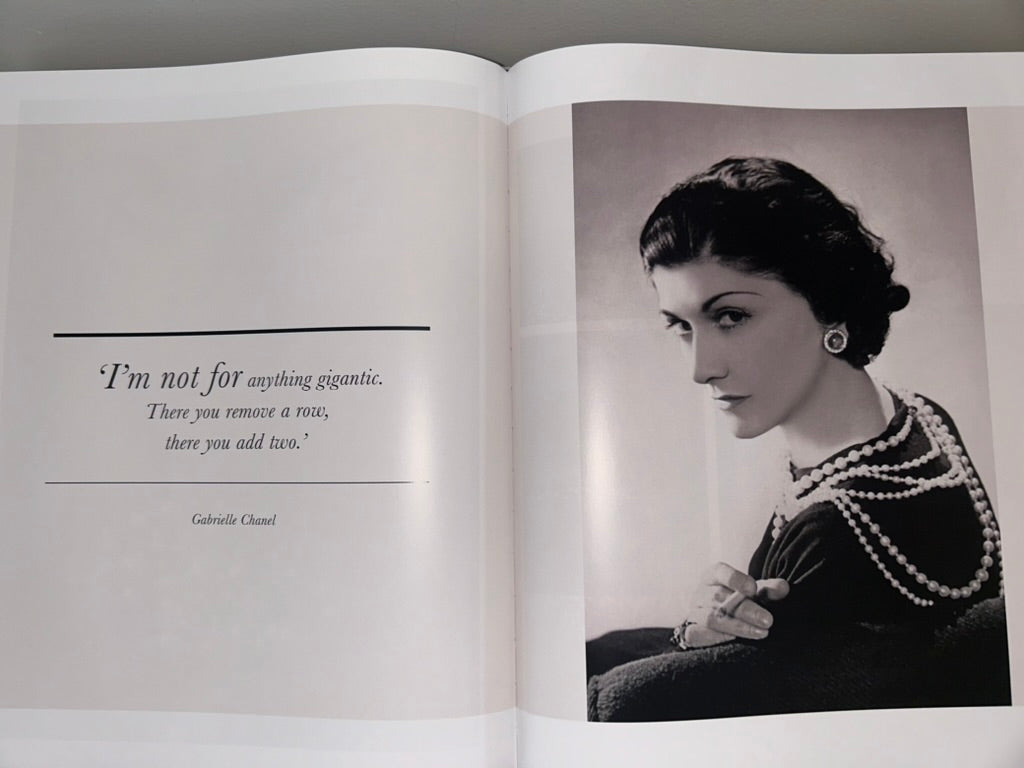 ‘I’m not for anything gigantic.
There you remove a row,
there you add two.’
Gabrielle Chanel